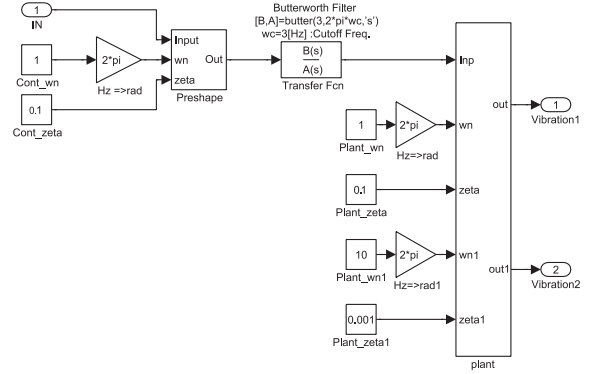 Butterworth Filter
[B,A]=butter(3,2*pi*wc,'s')
wc=3[Hz] :Cutoff Freq.
1
IN
Input
wn
zeta
Out
Preshape
1
Cont_wn
2*pi
Hz =>rad
0.1
Cont_zeta
B(s)
A(s)
Transfer Fcn
Inp
wn
zeta
wn1
zeta1
out
out1
plant
1
Plant_wn
2*pi
Hz=>rad
0.1
Plant_zeta
10
Plant_wn1
2*pi
Hz=>rad1
0.001
Plant_zeta1
1
Vibration1
2
Vibration2